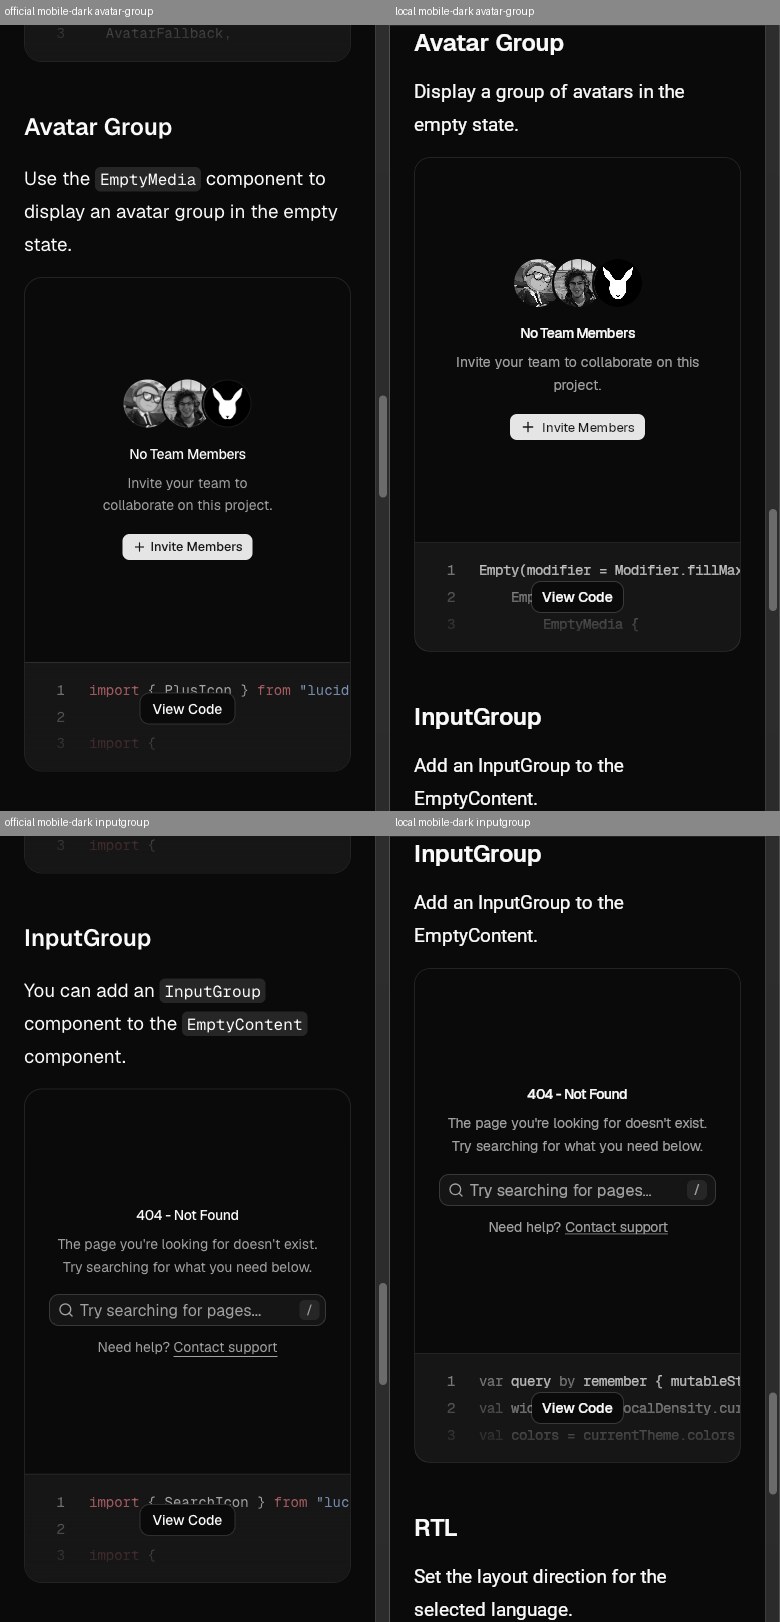 official mobile-dark avatar-group
3 AvatarFallback,
Avatar Group
Use the EmptyMedia component to
display an avatar group in the empty
state.
No Team Members
Invite your team to
collaborate on this project.
+ Invite Members
1 import { PlusIcon } from "lucid
2
View Code
3 import {
local mobile-dark avatar-group
Avatar Group
Display a group of avatars in the
empty state.
No Team Members
Invite your team to collaborate on this
project.
+ Invite Members
1 Empty(modifier = Modifier.fillMax
2 Emp
View Code
3 EmptyMedia {
InputGroup
Add an InputGroup to the
EmptyContent.
official mobile-dark inputgroup
3 import {
InputGroup
You can add an InputGroup
component to the EmptyContent
component.
404 - Not Found
The page you're looking for doesn't exist.
Try searching for what you need below.
Try searching for pages... /
Need help? Contact support
1 import { SearchIcon } from "luc
2
View Code
3 import {
local mobile-dark inputgroup
InputGroup
Add an InputGroup to the
EmptyContent.
404 - Not Found
The page you're looking for doesn't exist.
Try searching for what you need below.
Try searching for pages... /
Need help? Contact support
1 var query by remember { mutableSt
2 val wid View Code ocalDensity.cur
3 val colors = currentTheme.colors
RTL
Set the layout direction for the
selected language.